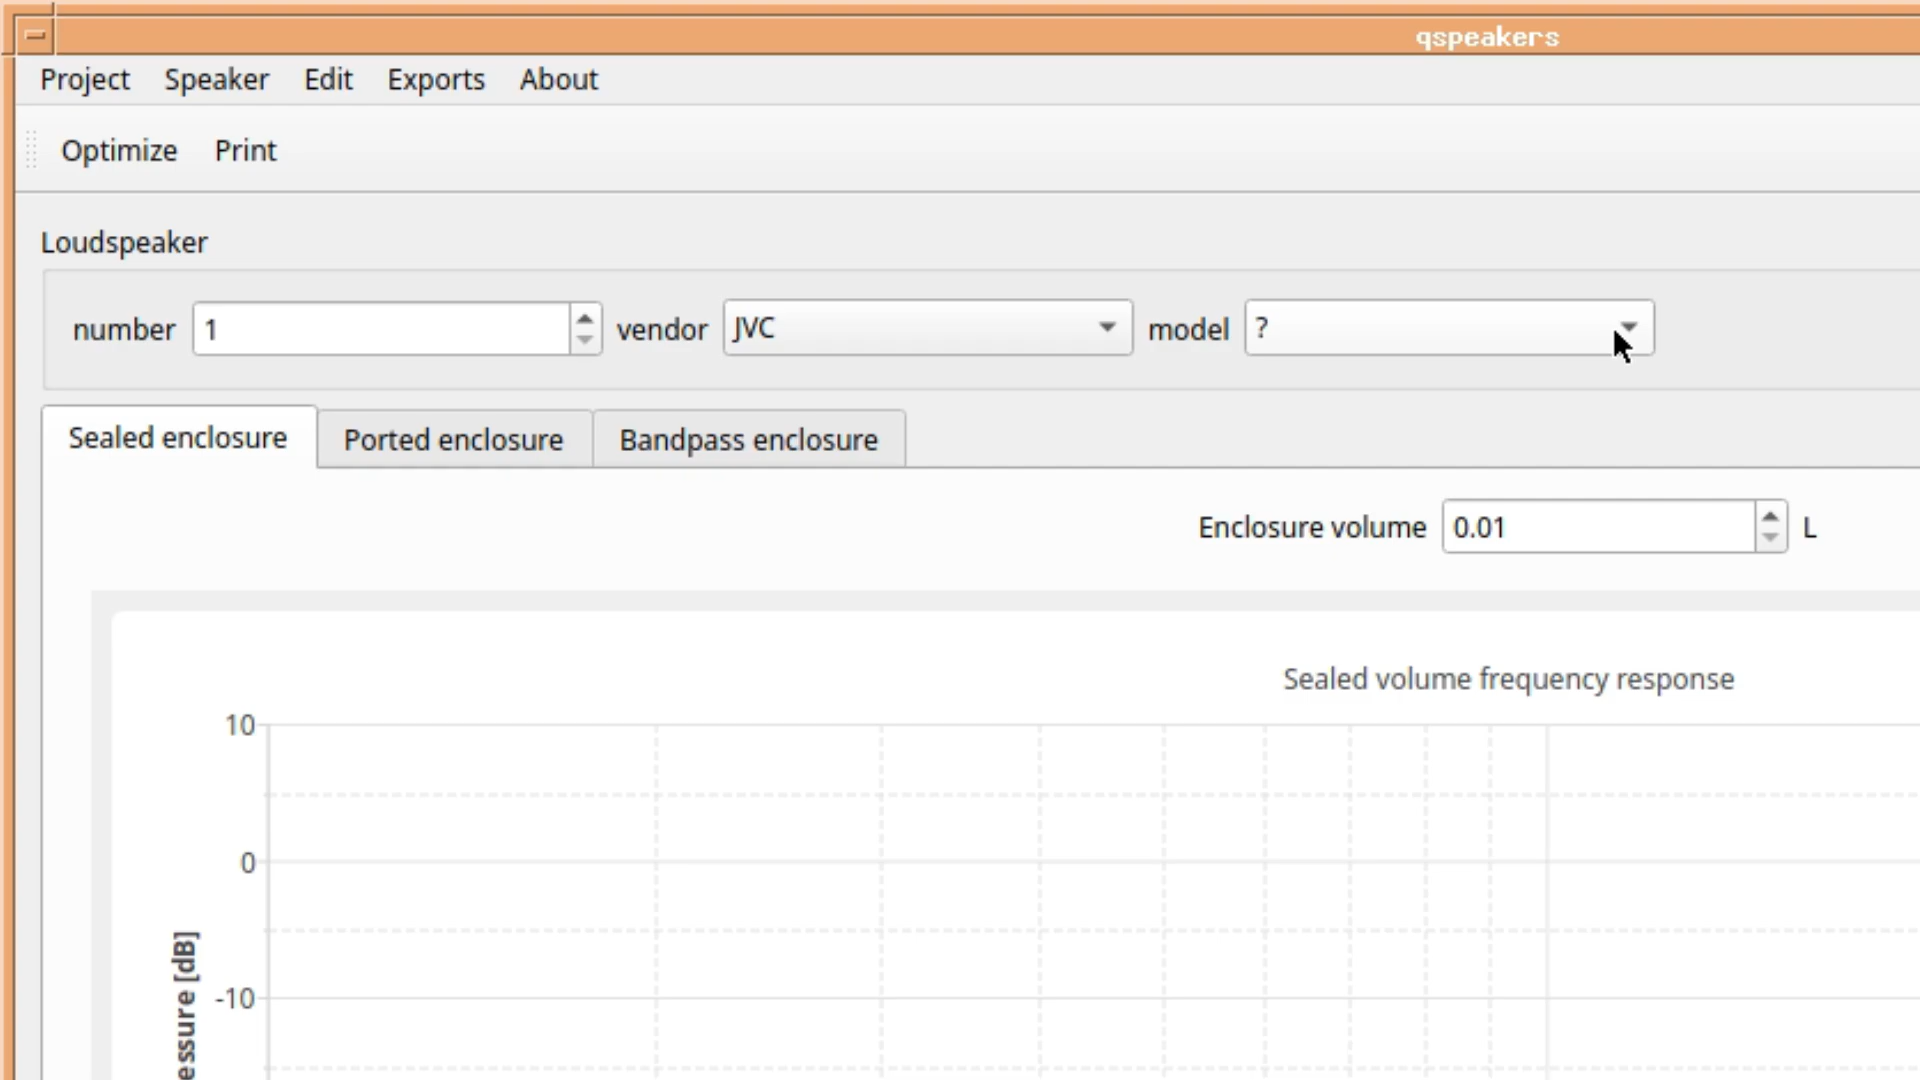 qspeakers
Project Speaker Edit Exports About
Optimize Print
Loudspeaker
number 1 vendor JVC model ?
Sealed enclosure Ported enclosure Bandpass enclosure
Enclosure volume 0.01 L
Sealed volume frequency response
10
0
-10
essure [dB]